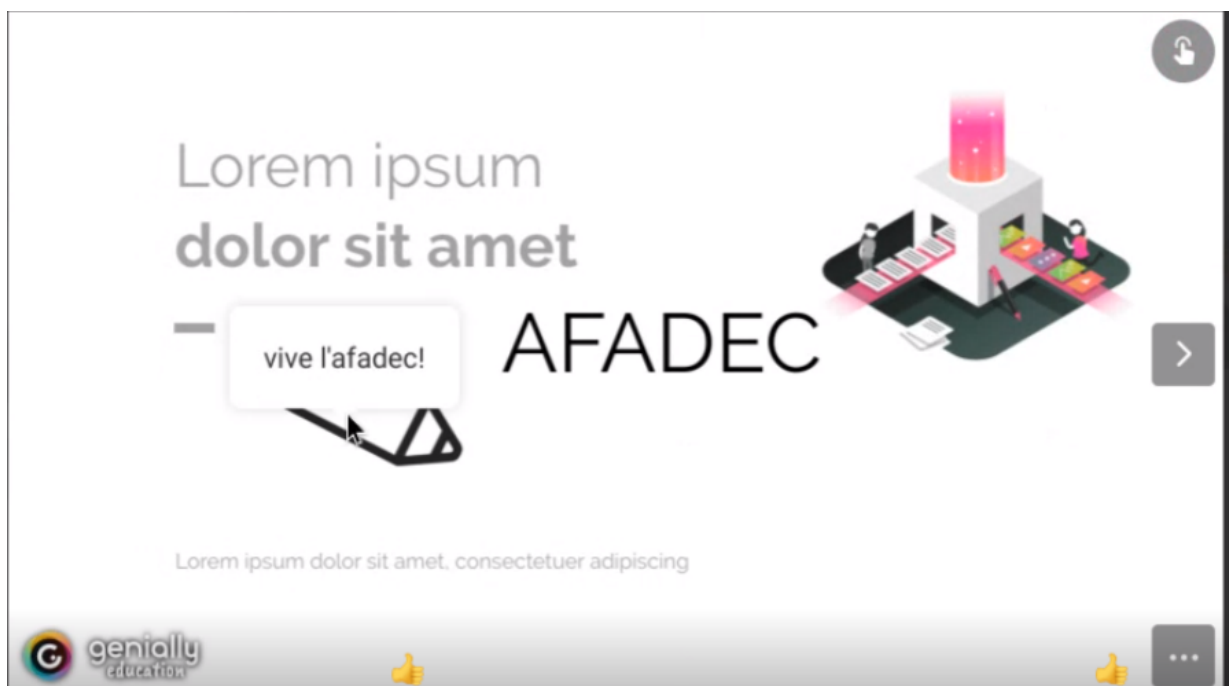 Lorem ipsum
dolor sit amet
vive l'afadec!
AFADEC
Lorem ipsum dolor sit amet, consectetuer adipiscing
genially
education